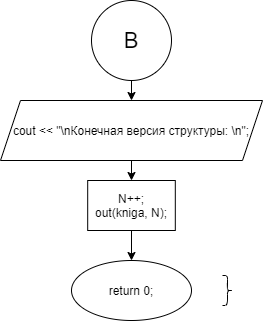 B
cout << "\nКонечная версия структуры: \n";
N++;
out(kniga, N);
return 0;